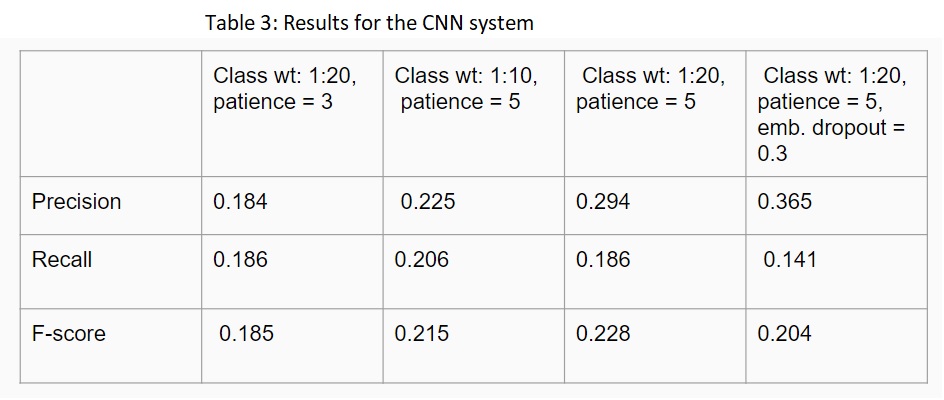 Table 3: Results for the CNN system
Class wt: 1:20, Class wt: 1:10, Class wt: 1:20, Class wt: 1:20,
patience = 3 patience = 5 patience = 5 patience = 5,
emb. dropout =
0.3
Precision 0.184 0.225 0.294 0.365
Recall 0.186 0.206 0.186 0.141
F-score 0.185 0.215 0.228 0.204